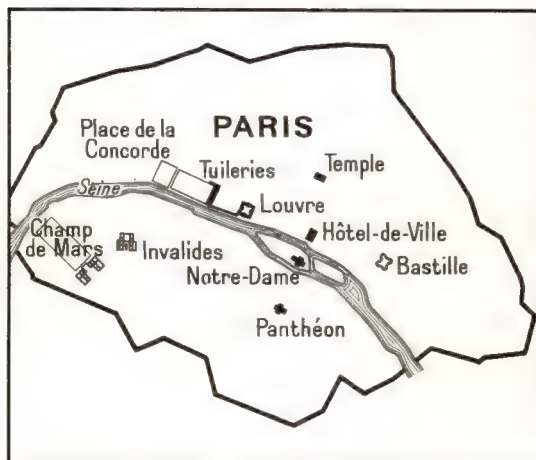 PARIS
Place de la
Concorde
Tuileries
Temple
Seine
Louvre
Champ
de Mars
Invalides
Hôtel-de-Ville
Notre-Dame
Bastille
Panthéon